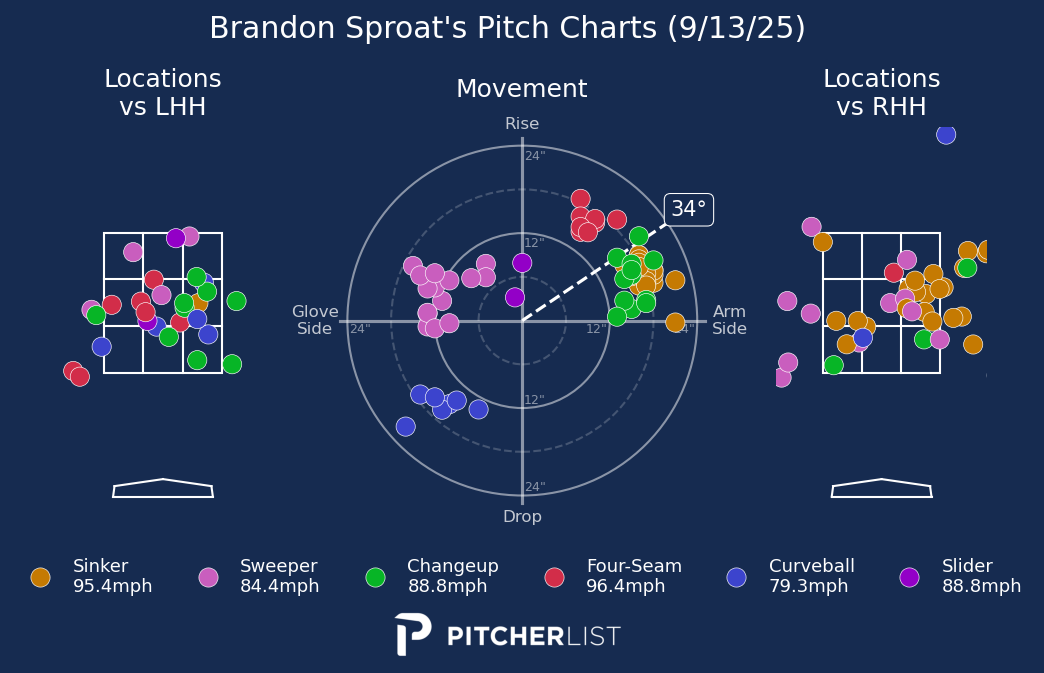 Brandon Sproat's Pitch Charts (9/13/25)
Locations
vs LHH
Movement
Locations
vs RHH
Rise
24"
34°
12"
Glove
Side
24"
12"
Arm
Side
12"
24"
Drop
Sinker
95.4mph
Sweeper
84.4mph
Changeup
88.8mph
Four-Seam
96.4mph
Curveball
79.3mph
Slider
88.8mph
PITCHERLIST